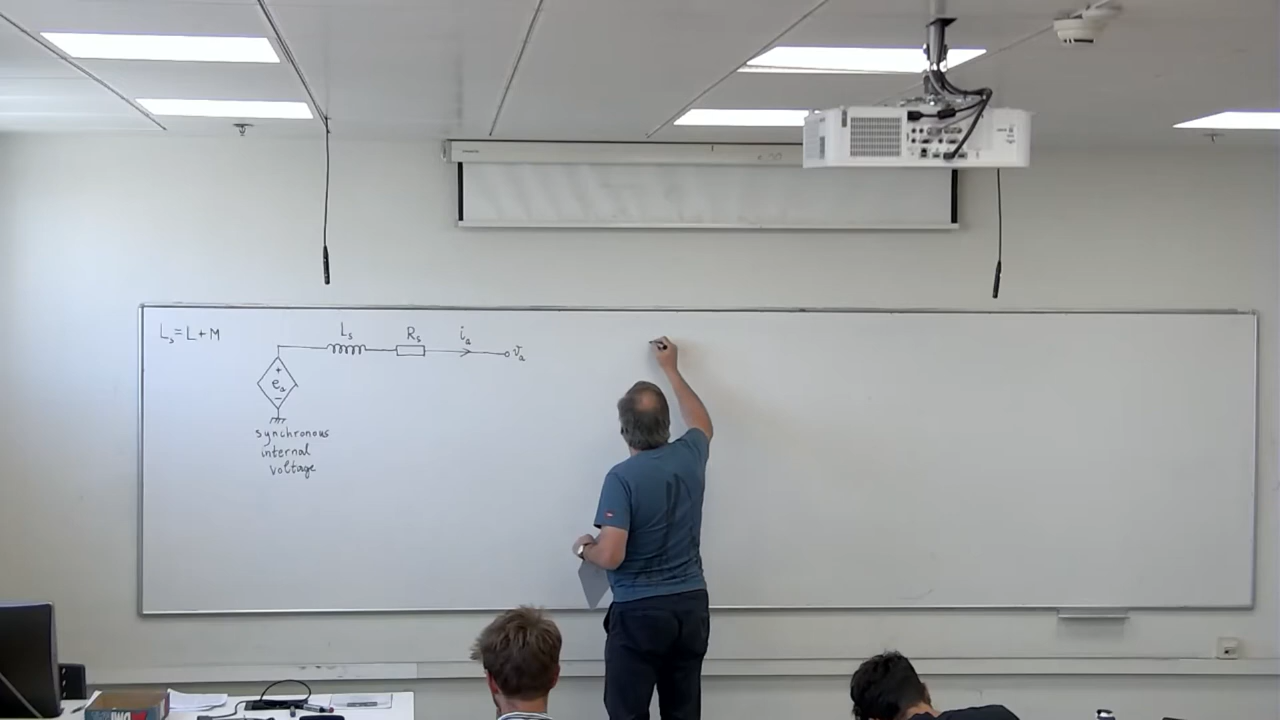 Ls=L+M
Ls
Rs
ia
va
+
ea
−
synchronous
internal
voltage